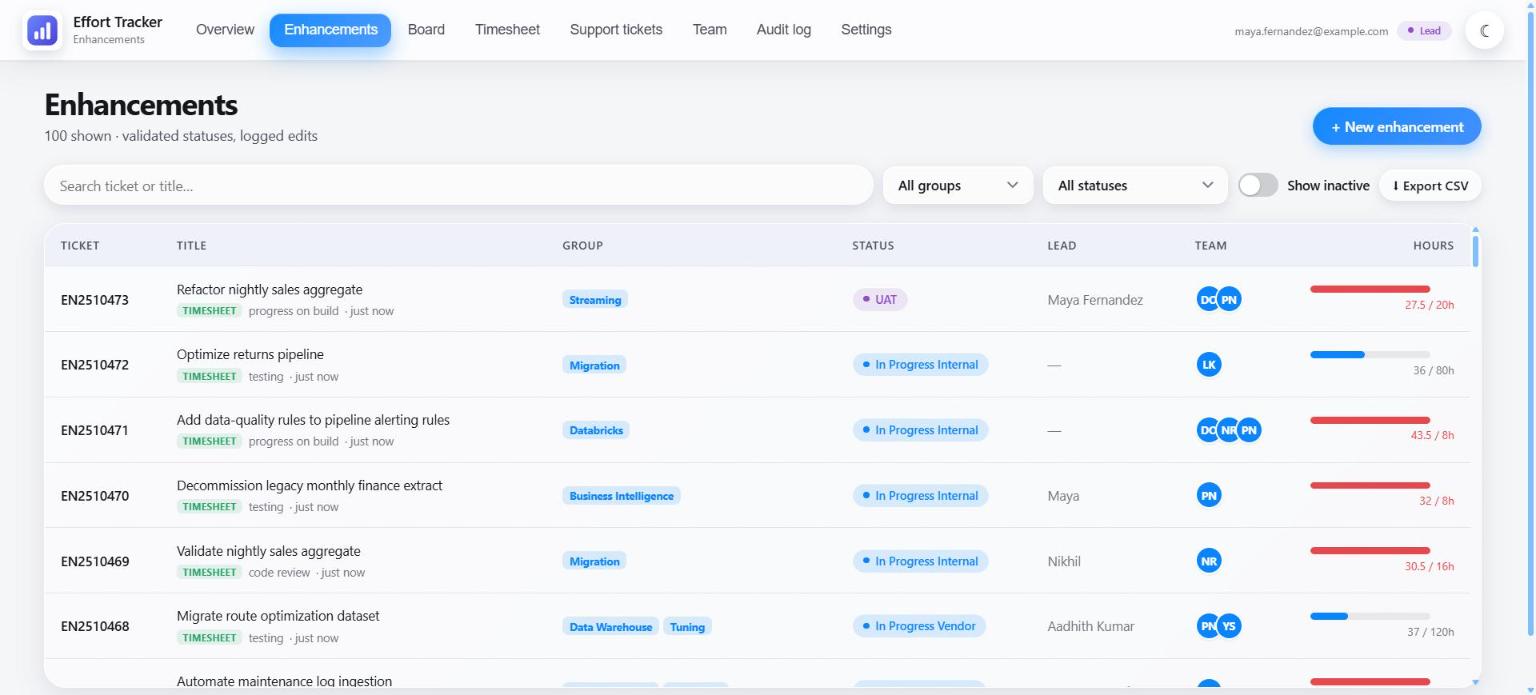 Effort Tracker
Enhancements
Overview Enhancements Board Timesheet Support tickets Team Audit log Settings
maya.fernandez@example.com Lead
Enhancements
100 shown · validated statuses, logged edits
+ New enhancement
Search ticket or title...
All groups All statuses Show inactive ⬇ Export CSV
TICKET TITLE GROUP STATUS LEAD TEAM HOURS
EN2510473 Refactor nightly sales aggregate Streaming UAT Maya Fernandez DO PN
TIMESHEET progress on build · just now 27.5 / 20h
EN2510472 Optimize returns pipeline Migration In Progress Internal — LK
TIMESHEET testing · just now 36 / 80h
EN2510471 Add data-quality rules to pipeline alerting rules Databricks In Progress Internal — DO NR PN
TIMESHEET progress on build · just now 43.5 / 8h
EN2510470 Decommission legacy monthly finance extract Business Intelligence In Progress Internal Maya PN
TIMESHEET testing · just now 32 / 8h
EN2510469 Validate nightly sales aggregate Migration In Progress Internal Nikhil NR
TIMESHEET code review · just now 30.5 / 16h
EN2510468 Migrate route optimization dataset Data Warehouse Tuning In Progress Vendor Aadhith Kumar PN YS
TIMESHEET testing · just now 37 / 120h
Automate maintenance log ingestion